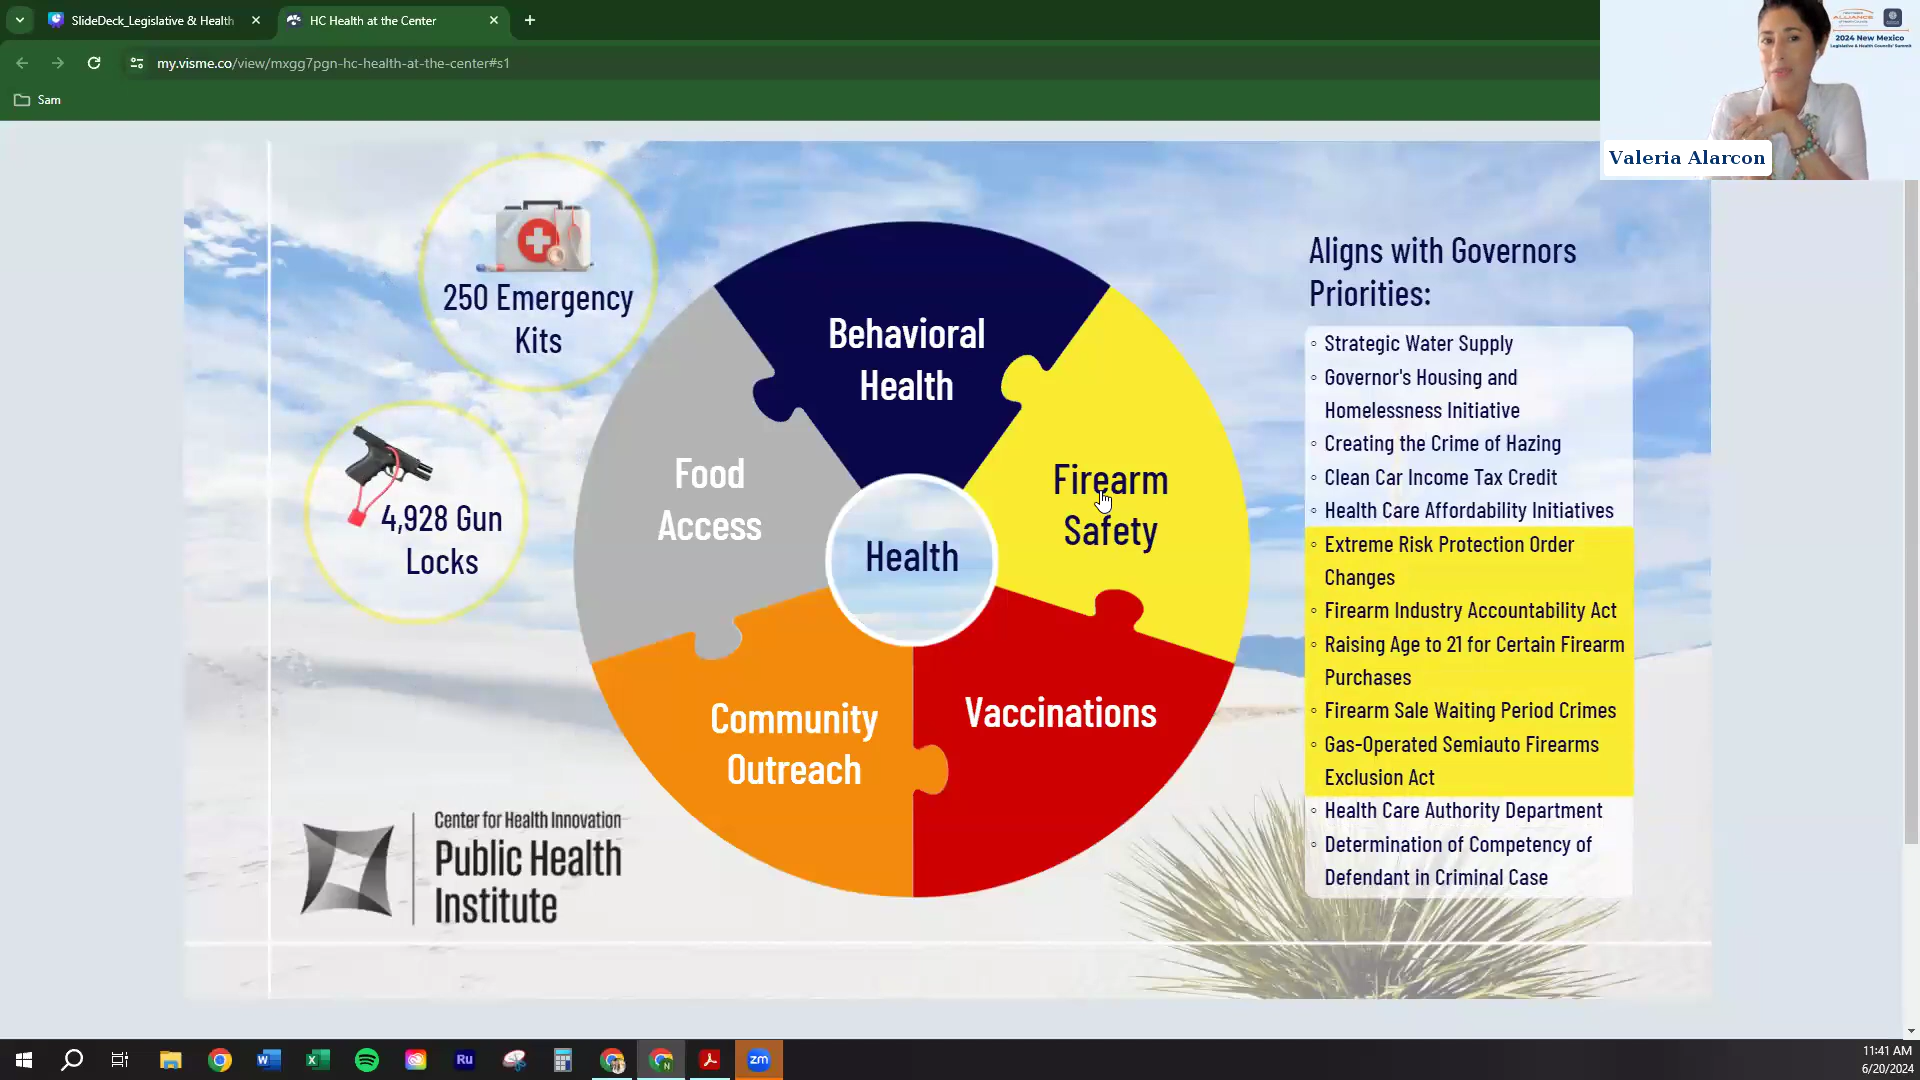 SlideDeck_Legislative & Health
HC Health at the Center
my.visme.co/view/mxgg7pgn-hc-health-at-the-center#s1
Sam
ALLIANCE
2024 New Mexico
Legislative & Health Councils' Summit
Valeria Alarcon
250 Emergency
Kits
4,928 Gun
Locks
Behavioral
Health
Food
Access
Firearm
Safety
Health
Community
Outreach
Vaccinations
Aligns with Governors
Priorities:
◦ Strategic Water Supply
◦ Governor's Housing and
Homelessness Initiative
◦ Creating the Crime of Hazing
◦ Clean Car Income Tax Credit
◦ Health Care Affordability Initiatives
◦ Extreme Risk Protection Order
Changes
◦ Firearm Industry Accountability Act
◦ Raising Age to 21 for Certain Firearm
Purchases
◦ Firearm Sale Waiting Period Crimes
◦ Gas-Operated Semiauto Firearms
Exclusion Act
◦ Health Care Authority Department
◦ Determination of Competency of
Defendant in Criminal Case
Center for Health Innovation
Public Health
Institute
Ru
zm
11:41 AM
6/20/2024